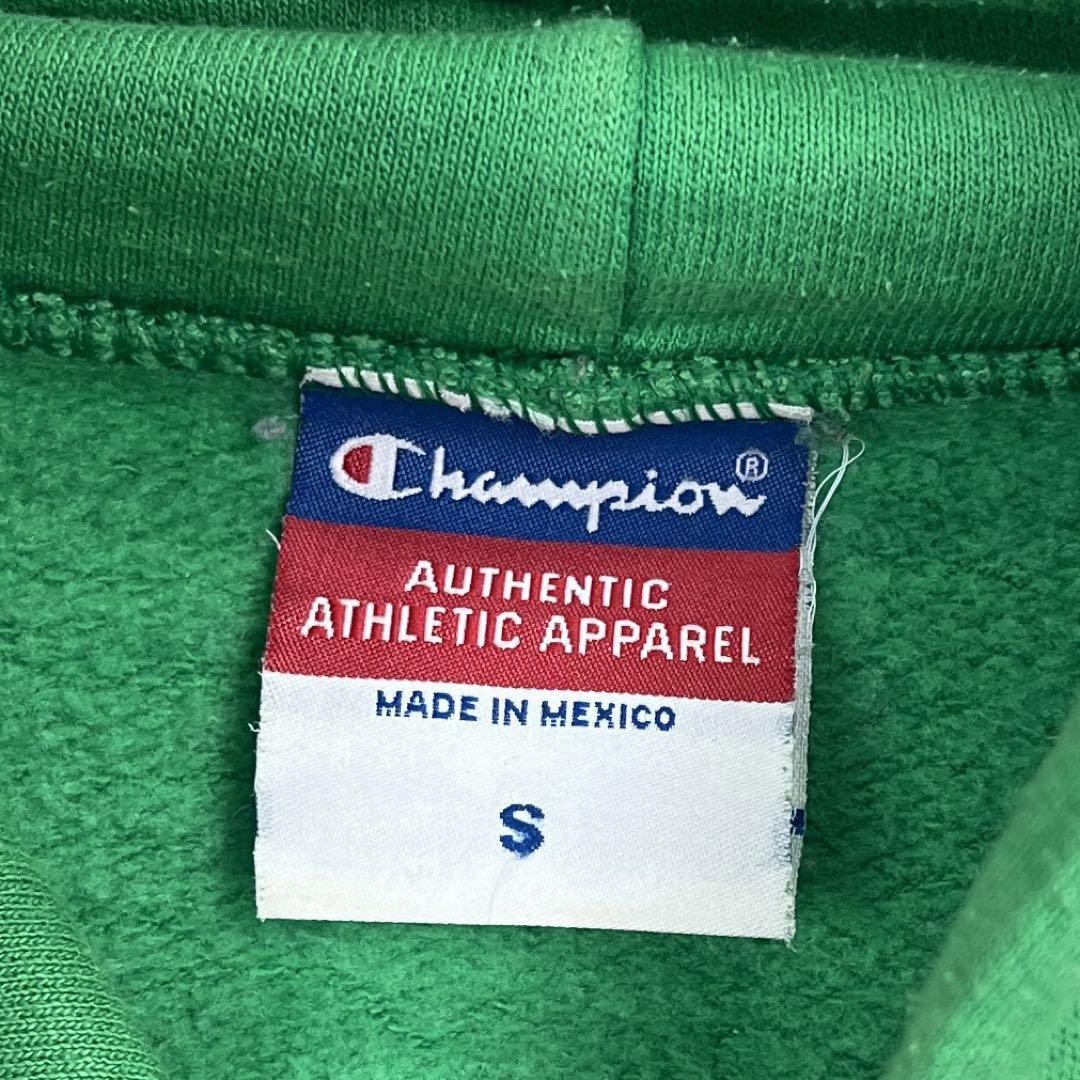 Champion®
AUTHENTIC
ATHLETIC APPAREL
MADE IN MEXICO
S